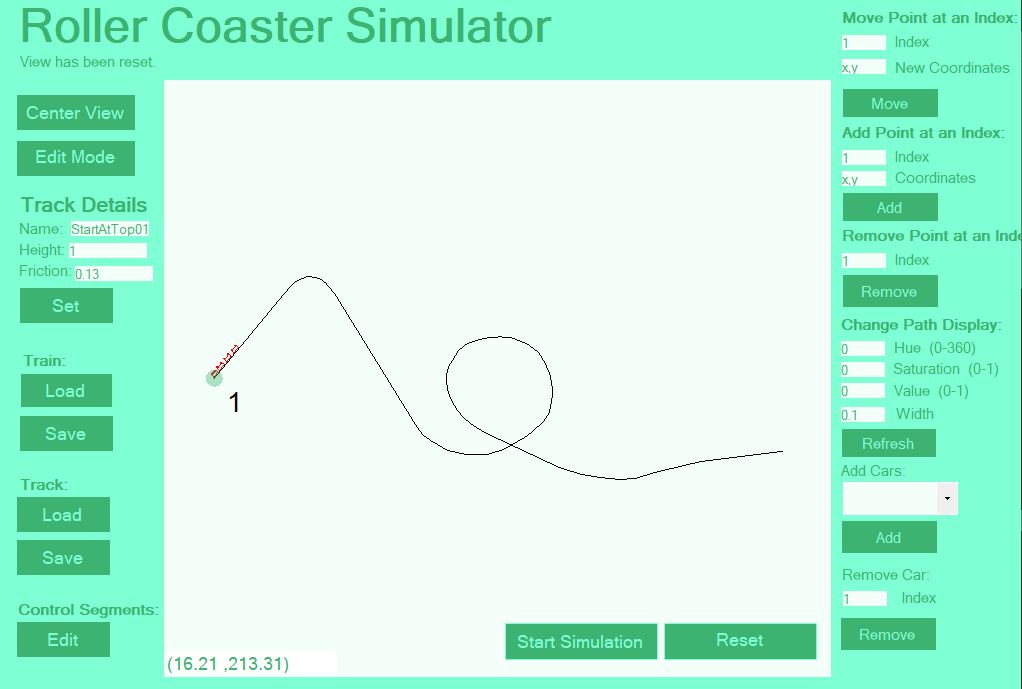 Roller Coaster Simulator
View has been reset.
Center View
Edit Mode
Track Details
Name: StartAtTop01
Height: 1
Friction: 0.13
Set
Train:
Load
Save
Track:
Load
Save
Control Segments:
Edit
1
(16.21 ,213.31)
Start Simulation
Reset
Move Point at an Index:
1 Index
x,y New Coordinates
Move
Add Point at an Index:
1 Index
x,y Coordinates
Add
Remove Point at an Inde
1 Index
Remove
Change Path Display:
0 Hue (0-360)
0 Saturation (0-1)
0 Value (0-1)
0.1 Width
Refresh
Add Cars:
Add
Remove Car:
1 Index
Remove